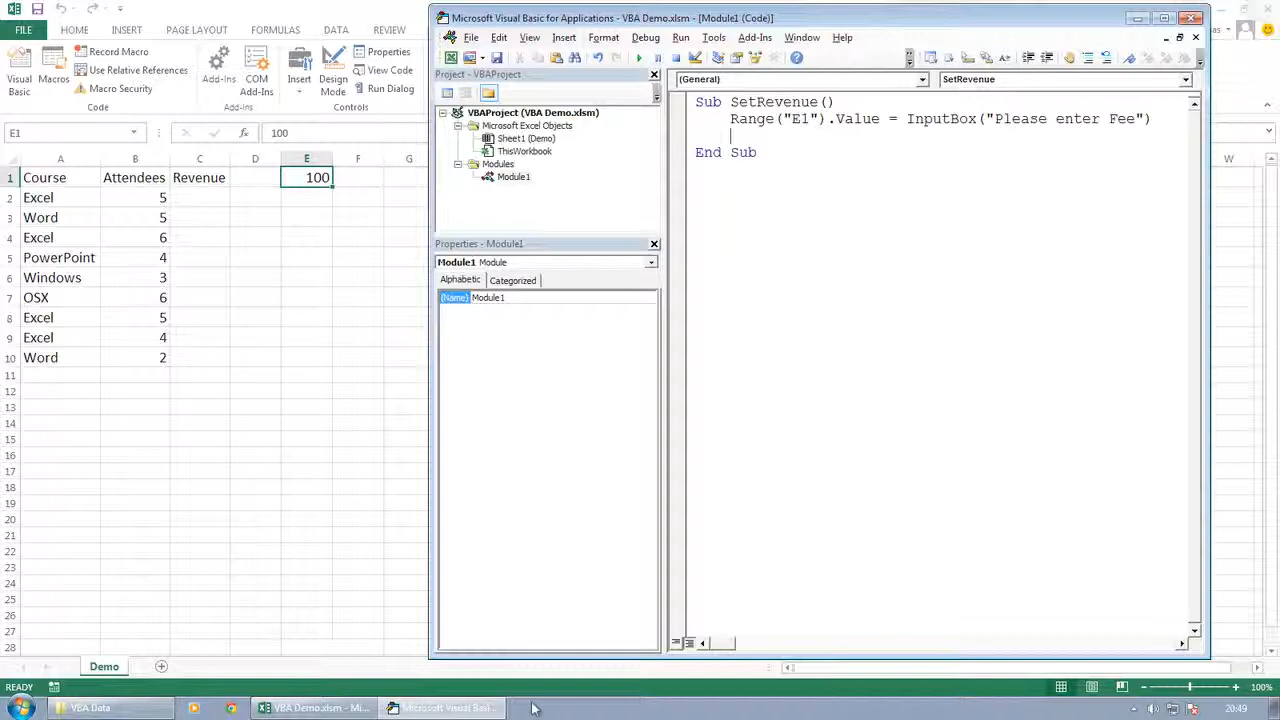 Microsoft Visual Basic for Applications - VBA Demo.xlsm - [Module1 (Code)]
FILE
HOME
INSERT
PAGE LAYOUT
FORMULAS
DATA
REVIEW
File
Edit
View
Insert
Format
Debug
Run
Tools
Add-Ins
Window
Help
Visual Basic
Macros
Record Macro
Use Relative References
Macro Security
Code
Add-Ins
COM Add-Ins
Add-Ins
Insert
Design Mode
Properties
View Code
Run Dialog
Controls
E1
100
Project - VBAProject
VBAProject (VBA Demo.xlsm)
Microsoft Excel Objects
Sheet1 (Demo)
ThisWorkbook
Modules
Module1
Properties - Module1
Module1 Module
Alphabetic
Categorized
(Name) Module1
(General)
SetRevenue
Sub SetRevenue()
Range("E1").Value = InputBox("Please enter Fee")
End Sub
A B C D E F G
W
1 Course Attendees Revenue 100
2 Excel 5
3 Word 5
4 Excel 6
5 PowerPoint 4
6 Windows 3
7 OSX 6
8 Excel 5
9 Excel 4
10 Word 2
11
12
13
14
15
16
17
18
19
20
21
22
23
24
25
26
27
28
Demo
READY
100%
VBA Data
VBA Demo.xlsm - Mi...
Microsoft Visual Basi...
20:49